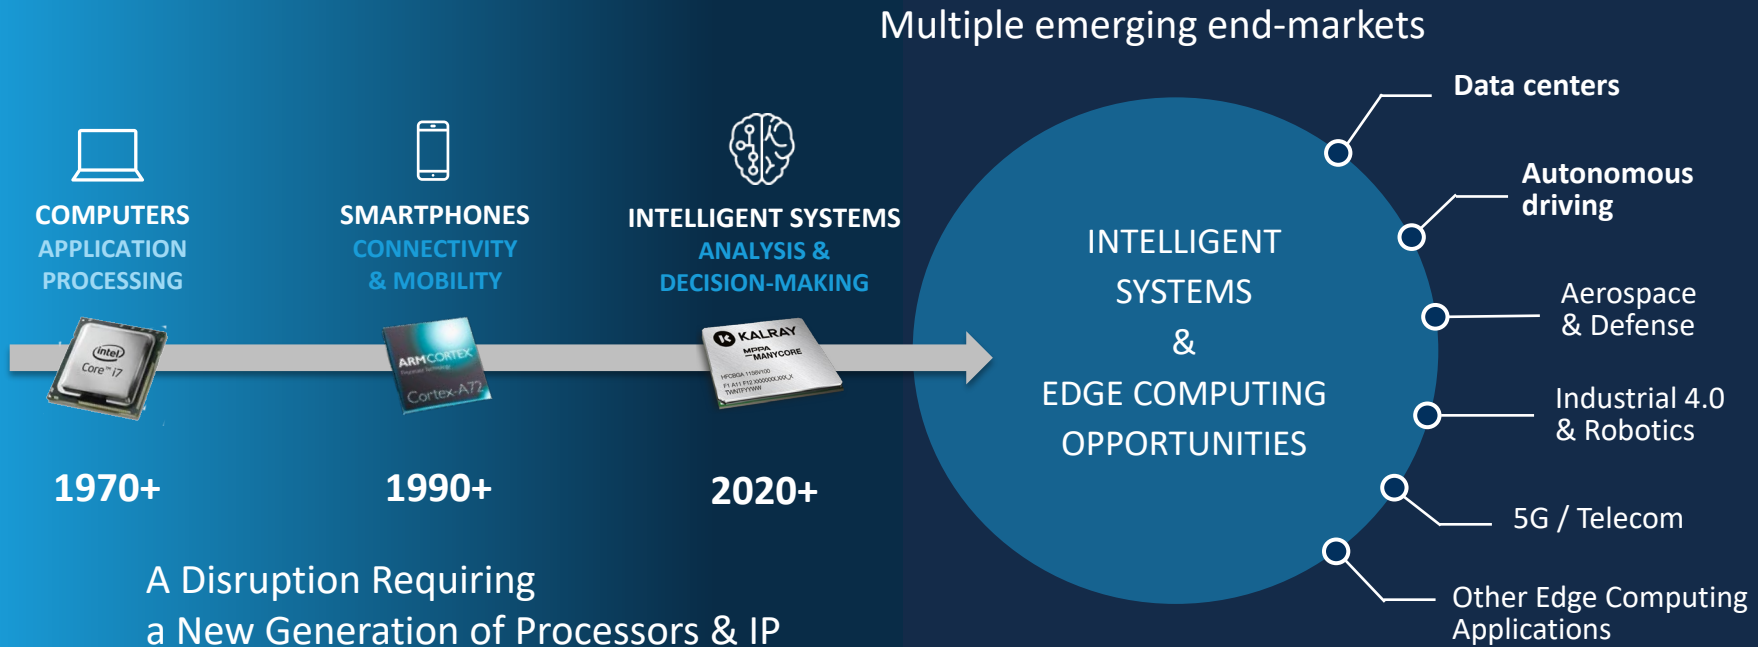 Multiple emerging end-markets
COMPUTERS
APPLICATION
PROCESSING
intel
Core™ i7
1970+
SMARTPHONES
CONNECTIVITY
& MOBILITY
ARM CORTEX
Cortex-A72
1990+
INTELLIGENT SYSTEMS
ANALYSIS &
DECISION-MAKING
KALRAY
MPPA
MANYCORE
2020+
A Disruption Requiring
a New Generation of Processors & IP
INTELLIGENT
SYSTEMS
&
EDGE COMPUTING
OPPORTUNITIES
Data centers
Autonomous
driving
Aerospace
& Defense
Industrial 4.0
& Robotics
5G / Telecom
Other Edge Computing
Applications